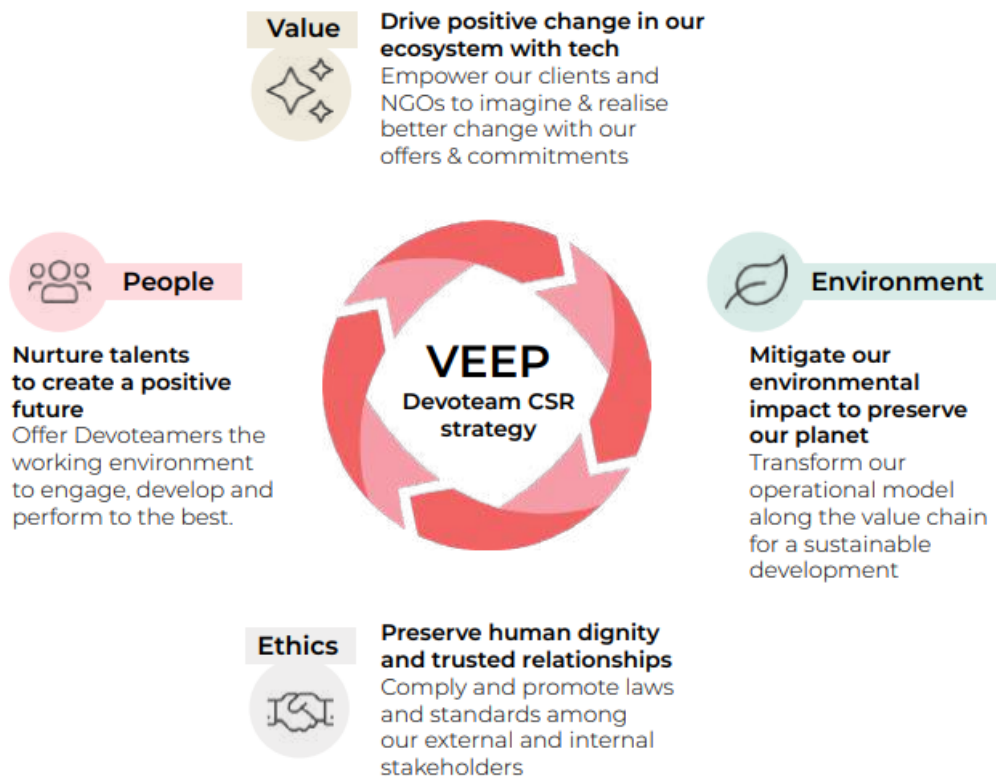 Value
Drive positive change in our
ecosystem with tech
Empower our clients and
NGOs to imagine & realise
better change with our
offers & commitments
People
Nurture talents
to create a positive
future
Offer Devoteamers the
working environment
to engage, develop and
perform to the best.
VEEP
Devoteam CSR
strategy
Environment
Mitigate our
environmental
impact to preserve
our planet
Transform our
operational model
along the value chain
for a sustainable
development
Ethics
Preserve human dignity
and trusted relationships
Comply and promote laws
and standards among
our external and internal
stakeholders